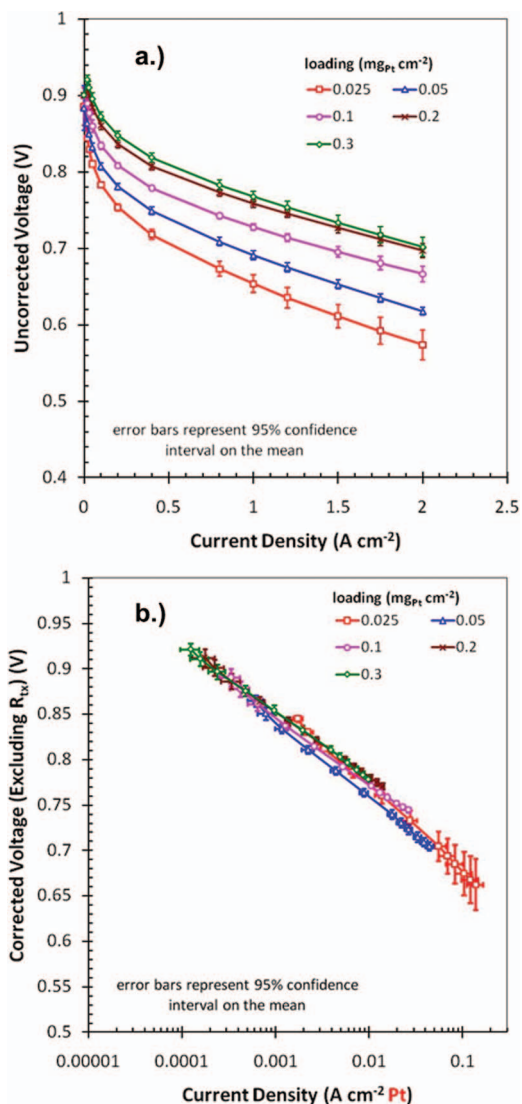 a.)
loading (mgPt cm-2)
0.025 0.05
0.1 0.2
0.3
1
0.9
0.8
0.7
0.6
0.5
0.4
Uncorrected Voltage (V)
error bars represent 95% confidence
interval on the mean
0 0.5 1 1.5 2 2.5
Current Density (A cm-2)
b.)
loading (mgPt cm-2)
0.025 0.05
0.1 0.2
0.3
1
0.95
0.9
0.85
0.8
0.75
0.7
0.65
0.6
0.55
0.5
Corrected Voltage (Excluding Rtx) (V)
error bars represent 95% confidence
interval on the mean
0.00001 0.0001 0.001 0.01 0.1
Current Density (A cm-2 Pt)